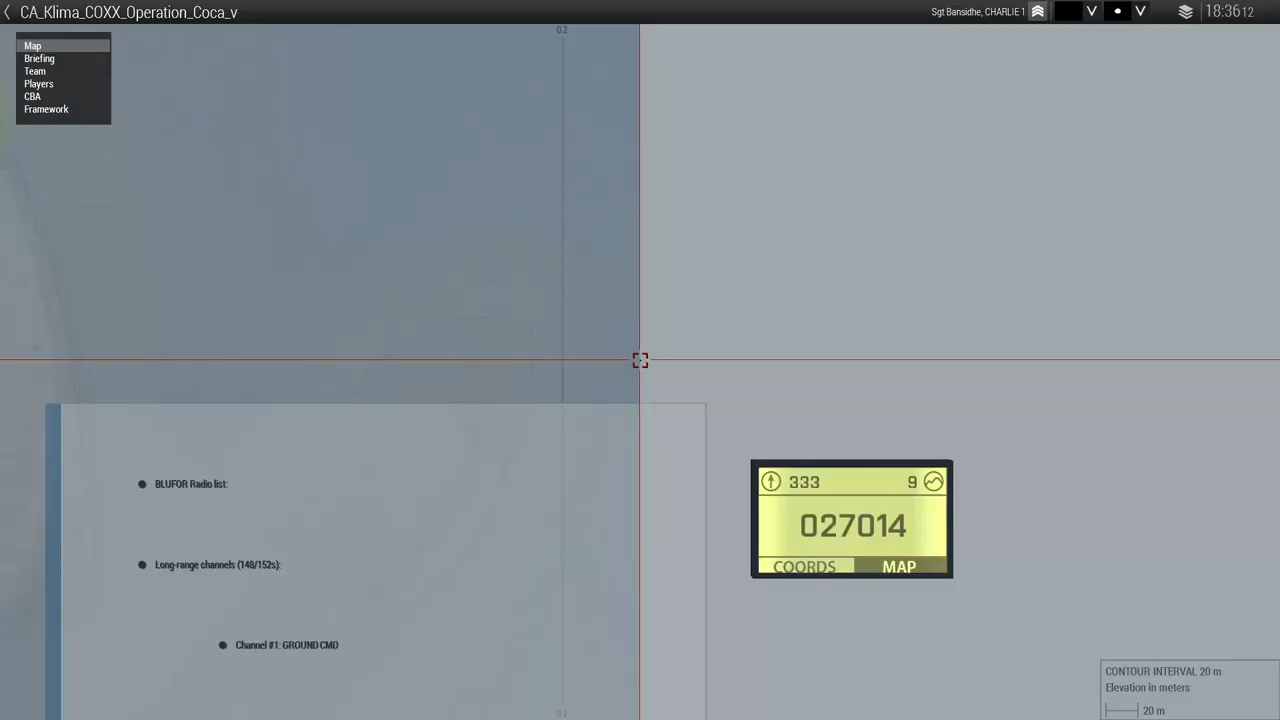 CA_Klima_COXX_Operation_Coca_v
Sgt Bansidhe, CHARLIE 1
18:36 12
02
Map
Briefing
Team
Players
CBA
Framework
BLUFOR Radio list:
333
9
027014
COORDS
MAP
Long-range channels (148/152s):
Channel #1: GROUND CMD
CONTOUR INTERVAL 20 m
Elevation in meters
20 m
02